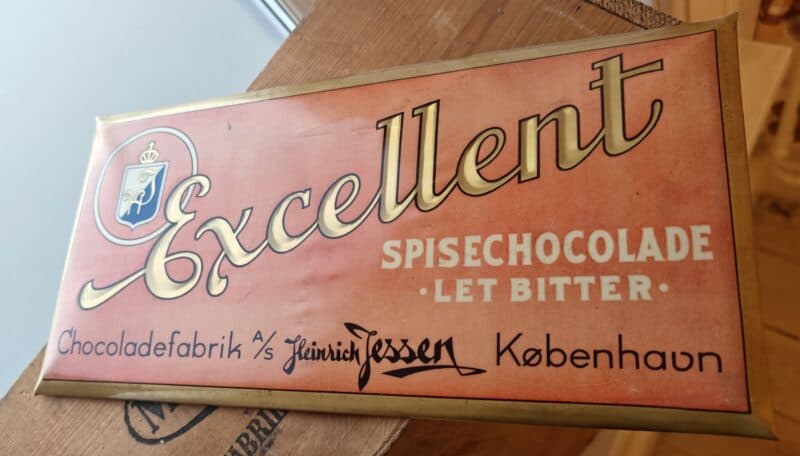 Excellent
SPISECHOCOLADE
· LET BITTER ·
Chocoladefabrik A/S Heinrich Jessen København